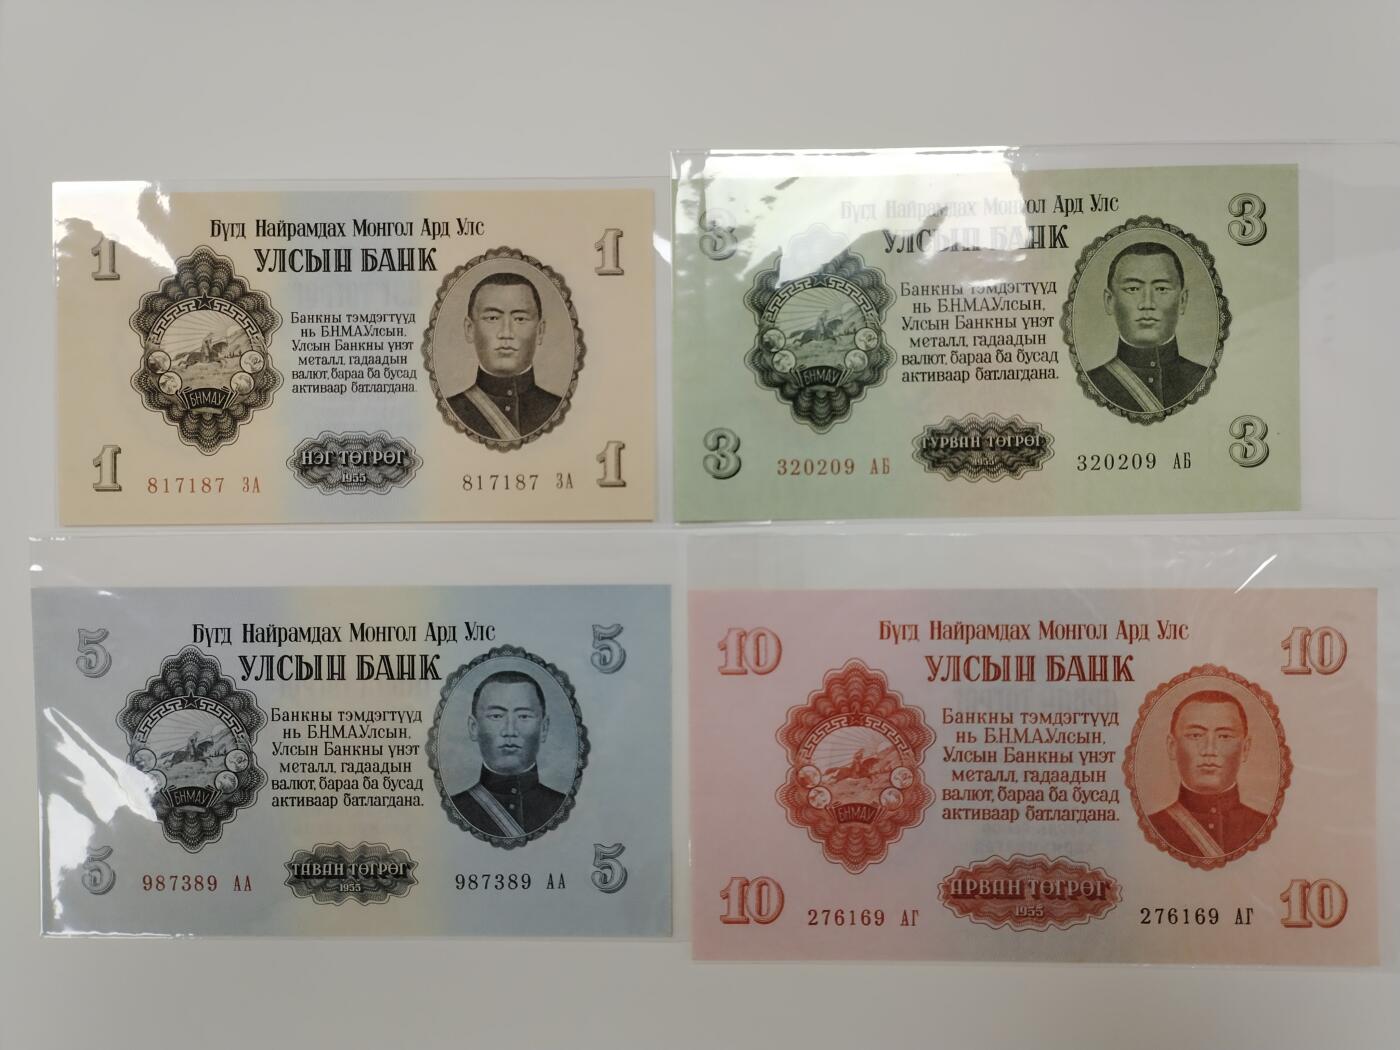 1
Бүгд Найрамдах Монгол Ард Улс
УЛСЫН БАНК
1
Банкны тэмдэгтүүд
нь Б.Н.М.А.Улсын,
Улсын Банкны үнэт
металл, гадаадын
валют, бараа ба бусад
активаар батлагдана.
БНМАУ
1
817187 ЗА
НЭГ ТӨГРӨГ
1955
817187 ЗА
1
3
Бүгд Найрамдах Монгол Ард Улс
УЛСЫН БАНК
3
Банкны тэмдэгтүүд
нь Б.Н.М.А.Улсын,
Улсын Банкны үнэт
металл, гадаадын
валют, бараа ба бусад
активаар батлагдана.
БНМАУ
3
320209 АБ
ГУРВАН ТӨГРӨГ
1955
320209 АБ
3
5
Бүгд Найрамдах Монгол Ард Улс
УЛСЫН БАНК
5
Банкны тэмдэгтүүд
нь Б.Н.М.А.Улсын,
Улсын Банкны үнэт
металл, гадаадын
валют, бараа ба бусад
активаар батлагдана.
БНМАУ
5
987389 АА
ТАВАН ТӨГРӨГ
1955
987389 АА
5
10
Бүгд Найрамдах Монгол Ард Улс
УЛСЫН БАНК
10
Банкны тэмдэгтүүд
нь Б.Н.М.А.Улсын,
Улсын Банкны үнэт
металл, гадаадын
валют, бараа ба бусад
активаар батлагдана.
БНМАУ
10
276169 АГ
АРВАН ТӨГРӨГ
1955
276169 АГ
10